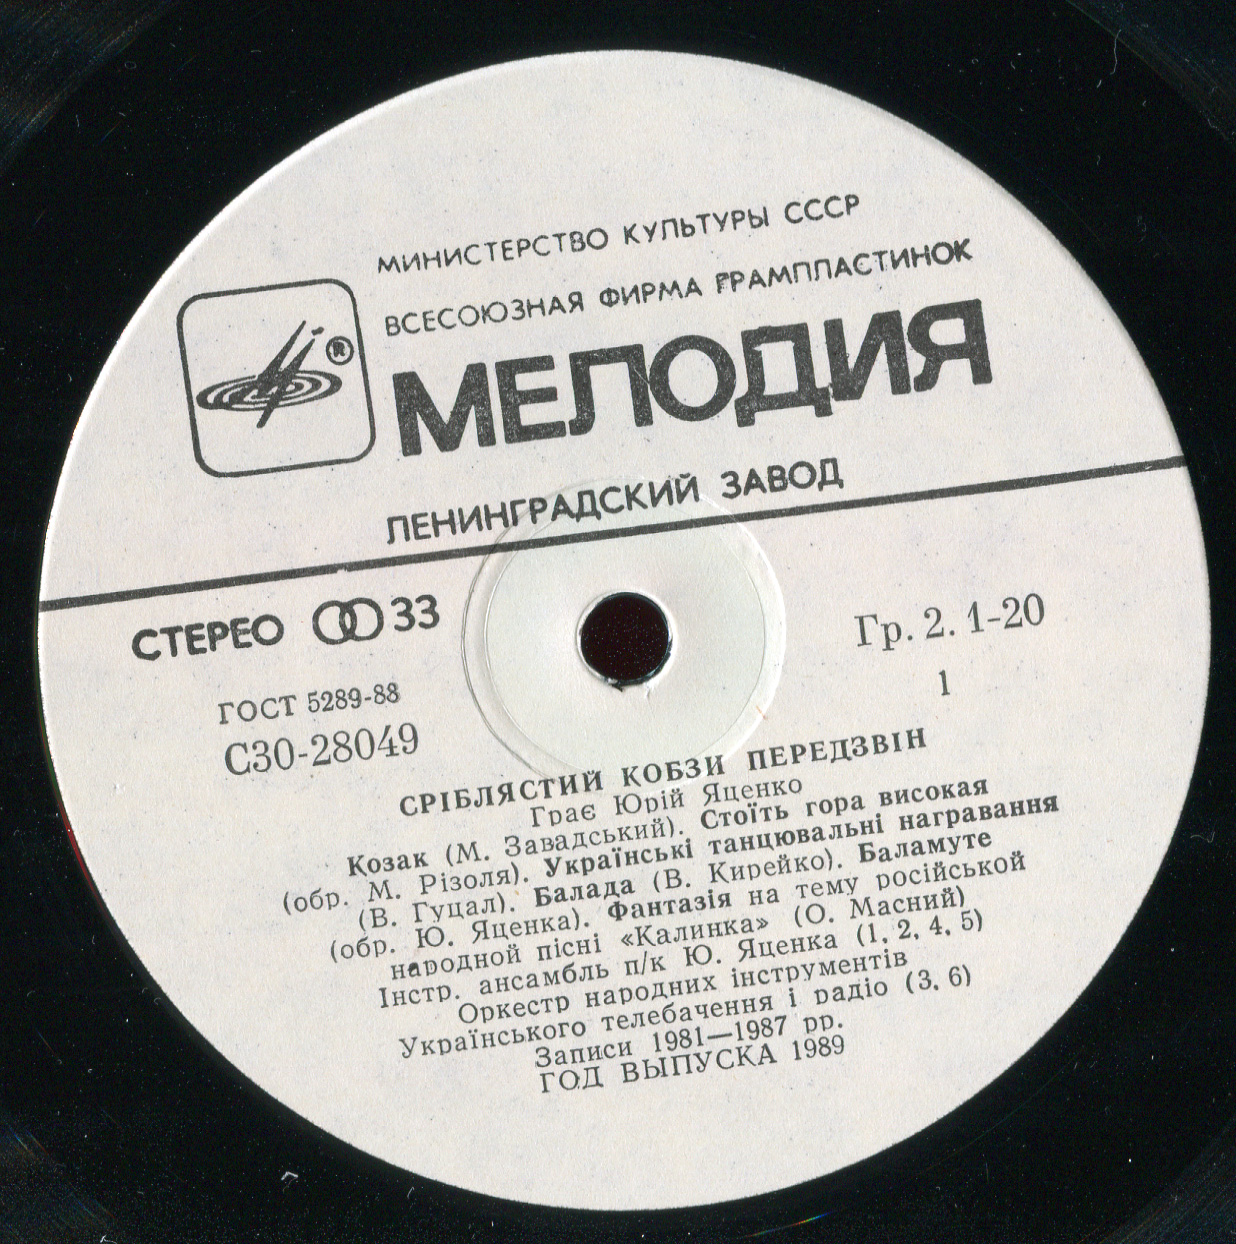 МИНИСТЕРСТВО КУЛЬТУРЫ СССР
ВСЕСОЮЗНАЯ ФИРМА ГРАМПЛАСТИНОК
®
МЕЛОДИЯ
ЛЕНИНГРАДСКИЙ ЗАВОД
СТЕРЕО 33
Гр. 2. 1-20
ГОСТ 5289-88
1
С30-28049
СРІБЛЯСТИЙ КОБЗИ ПЕРЕДЗВІН
Грає Юрій Яценко
Козак (М. Завадський). Стоїть гора високая
(обр. М. Різоля). Українські танцювальні награвання
(В. Гуцал). Балада (В. Кирейко). Баламуте
(обр. Ю. Яценка). Фантазія на тему російської
народной пісні «Калинка» (О. Масний)
Інстр. ансамбль п/к Ю. Яценка (1, 2, 4, 5)
Оркестр народних інструментів
Українського телебачення і радіо (3, 6)
Записи 1981—1987 рр.
ГОД ВЫПУСКА 1989